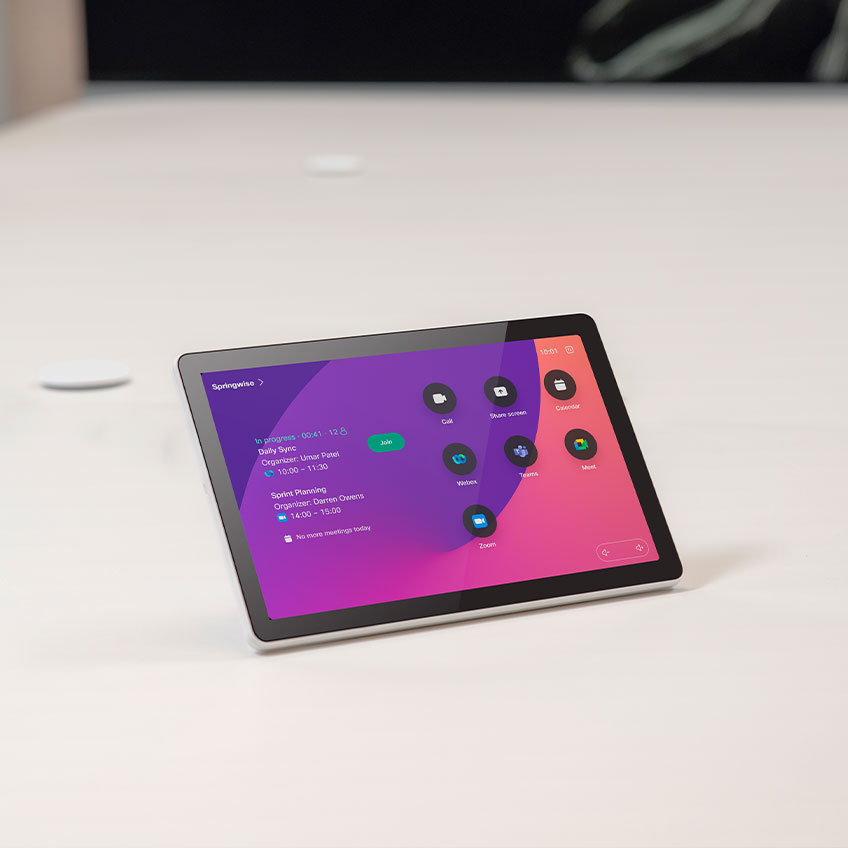 Springwise
10:01
In progress · 00:41 · 12
Daily Sync
Organizer: Umar Patel
10:00 – 11:30
Join
Sprint Planning
Organizer: Darren Owens
14:00 – 15:00
No more meetings today
Call
Share screen
Calendar
Webex
Teams
Meet
Zoom